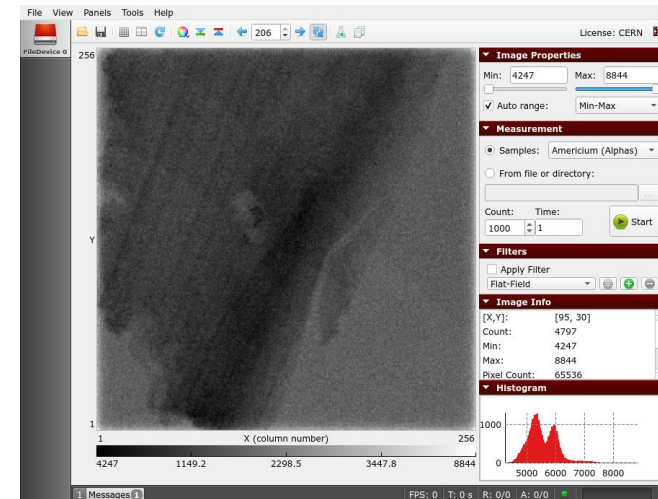 File View Panels Tools Help
206
License: CERN
FileDevice 0
256
Y
1
1 X (column number) 256
4247 1149.2 2298.5 3447.8 8844
Image Properties
Min: 4247 Max: 8844
Auto range: Min-Max
Measurement
Samples: Americium (Alphas)
From file or directory:
...
Count: Time:
1000 1 Start
Filters
Apply Filter
Flat-Field
Image Info
[X,Y]: [95, 30]
Count: 4797
Min: 4247
Max: 8844
Pixel Count: 65536
Histogram
1000
0
5000 6000 7000 8000
1 Messages 1 FPS: 0 T: 0 s R: 0/0 A: 0/0